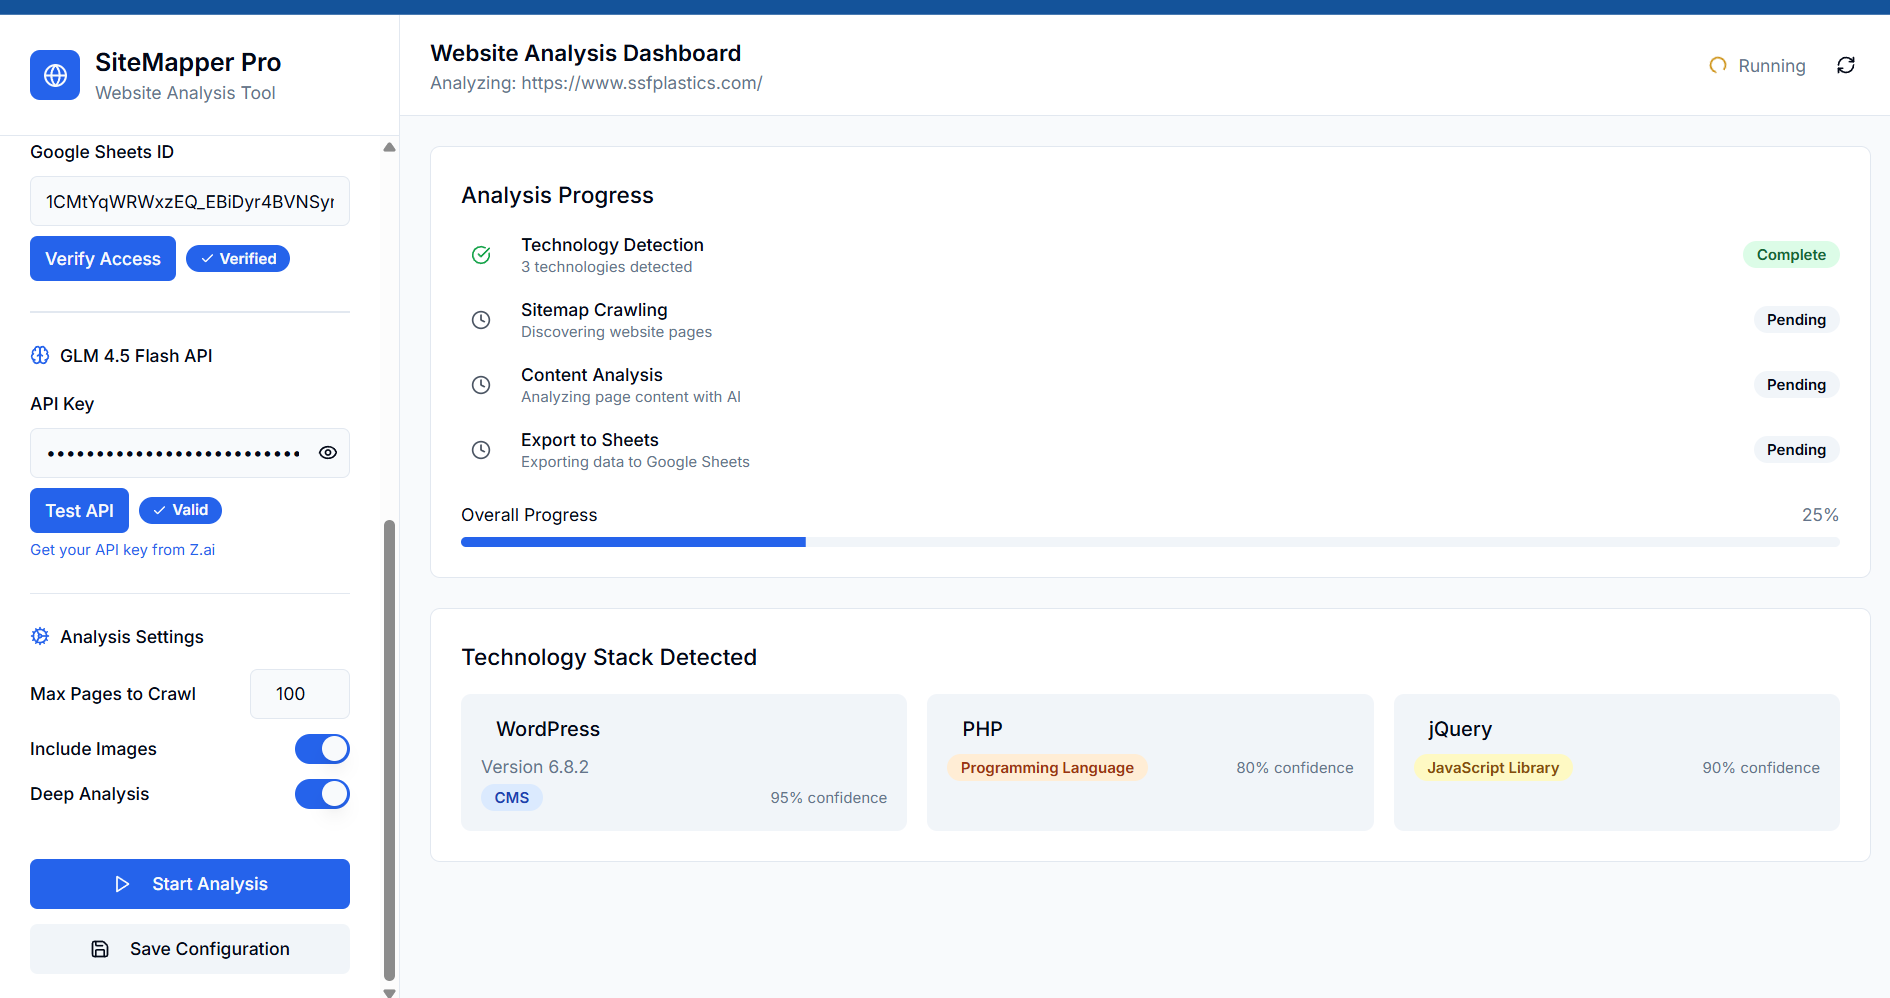 SiteMapper Pro
Website Analysis Tool
Google Sheets ID
1CMtYqWRWxzEQ_EBiDyr4BVNSyr
Verify Access
Verified
GLM 4.5 Flash API
API Key
Test API
Valid
Get your API key from Z.ai
Analysis Settings
Max Pages to Crawl
100
Include Images
Deep Analysis
Start Analysis
Save Configuration
Website Analysis Dashboard
Analyzing: https://www.ssfplastics.com/
Running
Analysis Progress
Technology Detection
3 technologies detected
Complete
Sitemap Crawling
Discovering website pages
Pending
Content Analysis
Analyzing page content with AI
Pending
Export to Sheets
Exporting data to Google Sheets
Pending
Overall Progress
25%
Technology Stack Detected
WordPress
Version 6.8.2
CMS
95% confidence
PHP
Programming Language
80% confidence
jQuery
JavaScript Library
90% confidence